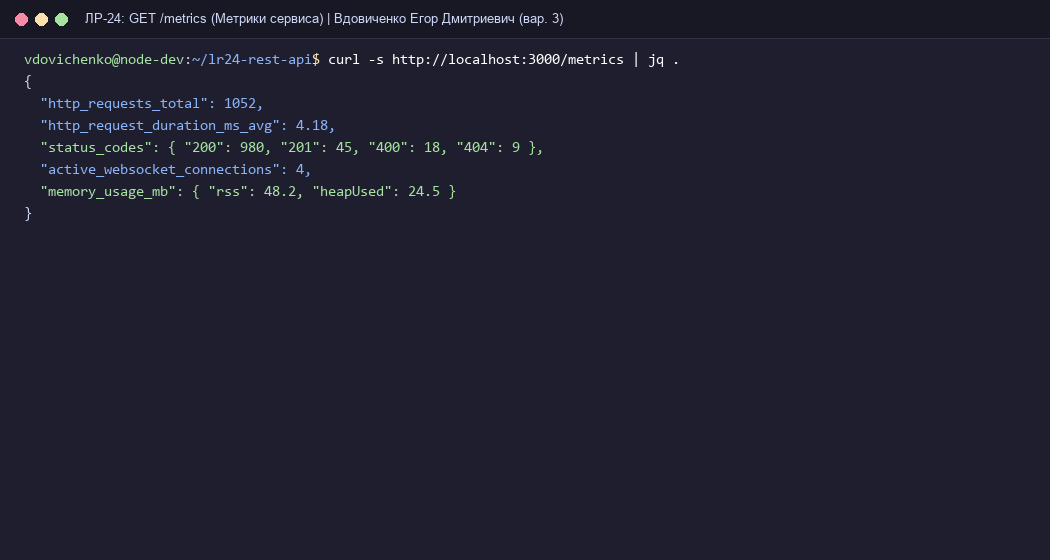 ЛР-24: GET /metrics (Метрики сервиса) | Вдовиченко Егор Дмитриевич (вар. 3)
vdovichenko@node-dev:~/lr24-rest-api$ curl -s http://localhost:3000/metrics | jq .
{
  "http_requests_total": 1052,
  "http_request_duration_ms_avg": 4.18,
  "status_codes": { "200": 980, "201": 45, "400": 18, "404": 9 },
  "active_websocket_connections": 4,
  "memory_usage_mb": { "rss": 48.2, "heapUsed": 24.5 }
}